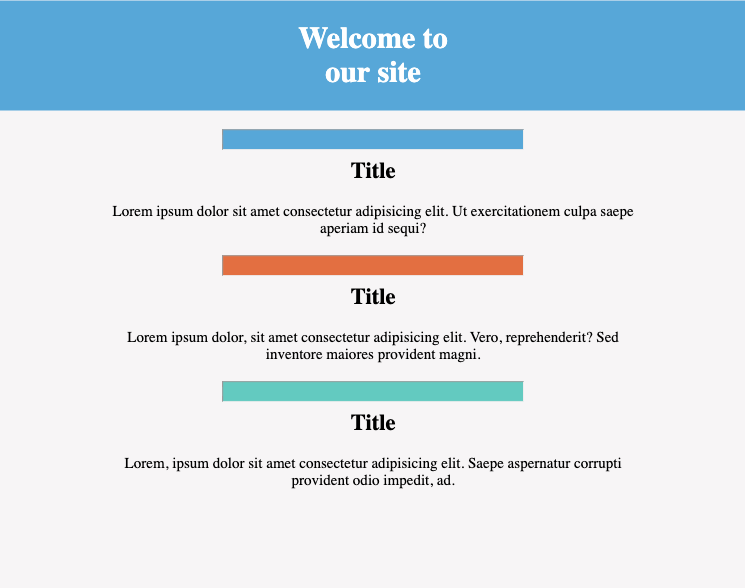 Welcome to
our site
Title
Lorem ipsum dolor sit amet consectetur adipisicing elit. Ut exercitationem culpa saepe
aperiam id sequi?
Title
Lorem ipsum dolor, sit amet consectetur adipisicing elit. Vero, reprehenderit? Sed
inventore maiores provident magni.
Title
Lorem, ipsum dolor sit amet consectetur adipisicing elit. Saepe aspernatur corrupti
provident odio impedit, ad.